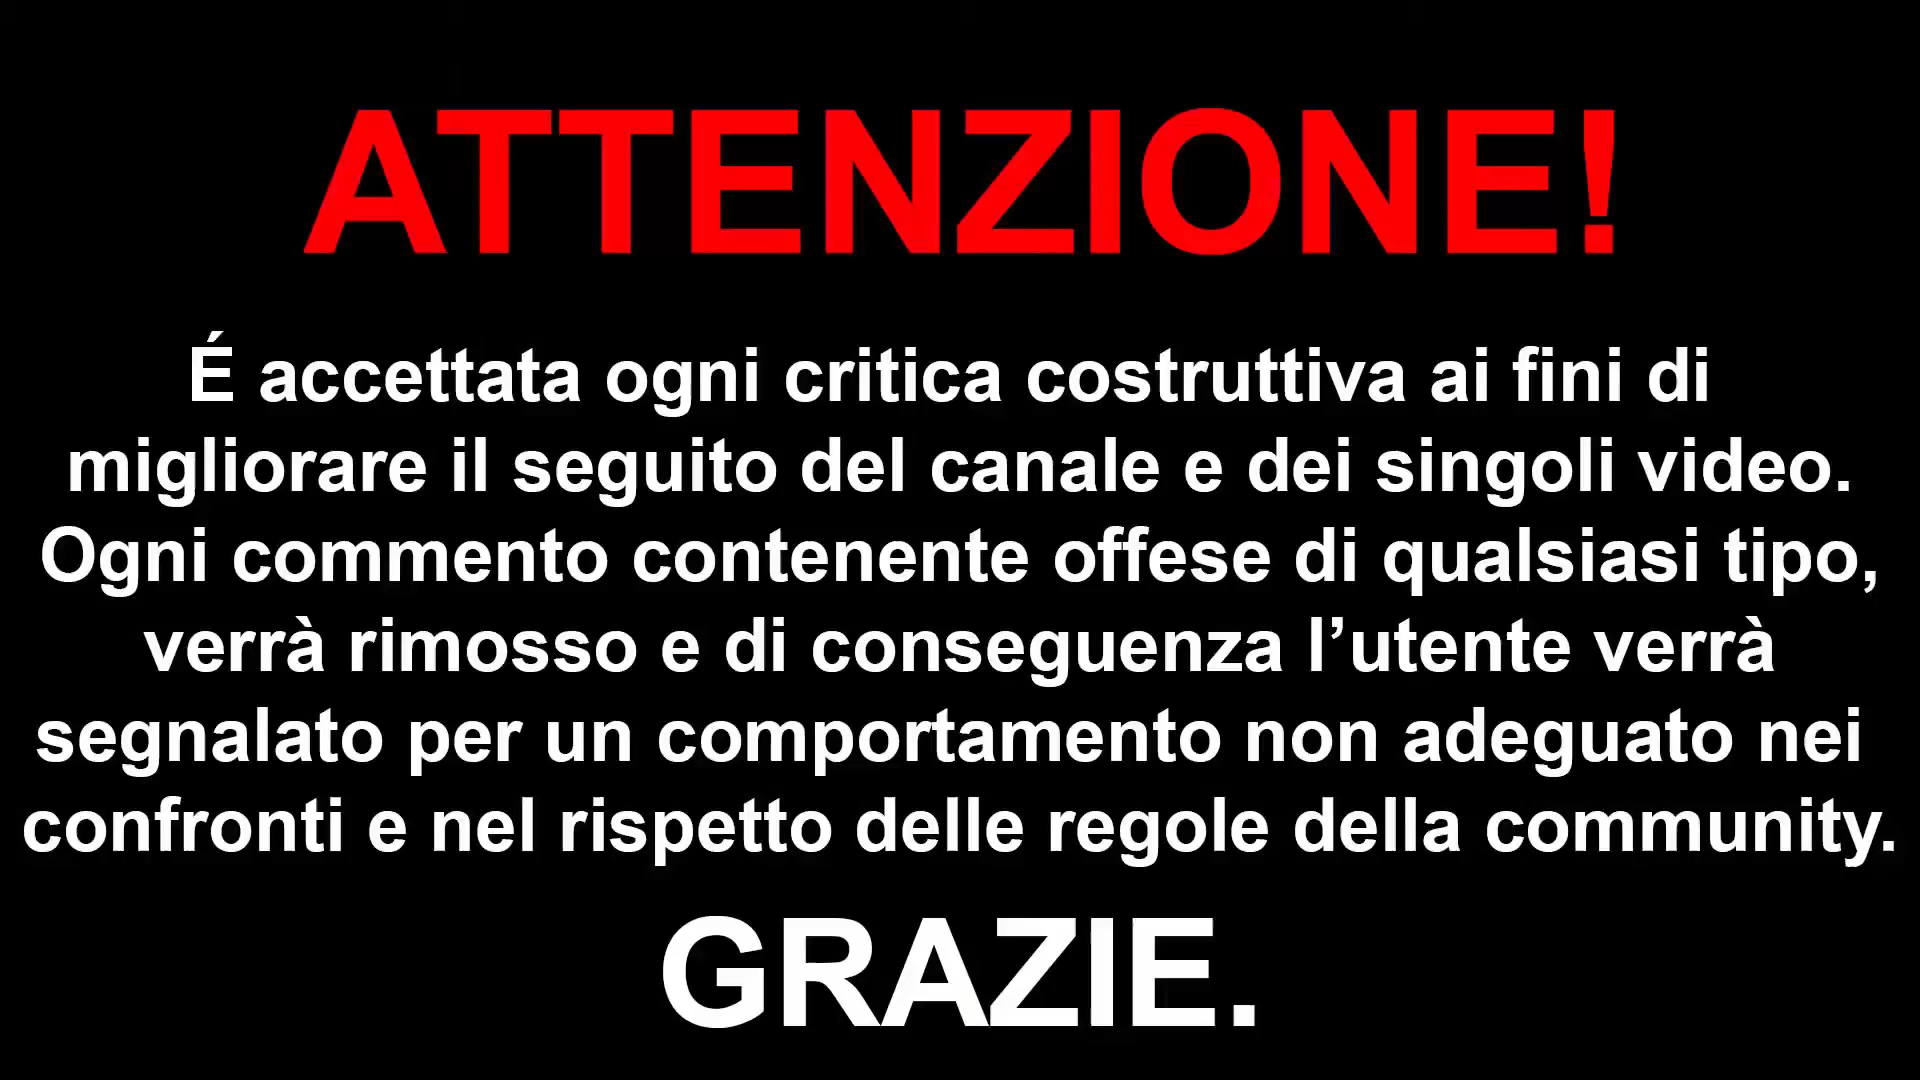 ATTENZIONE!
É accettata ogni critica costruttiva ai fini di
migliorare il seguito del canale e dei singoli video.
Ogni commento contenente offese di qualsiasi tipo,
verrà rimosso e di conseguenza l’utente verrà
segnalato per un comportamento non adeguato nei
confronti e nel rispetto delle regole della community.
GRAZIE.